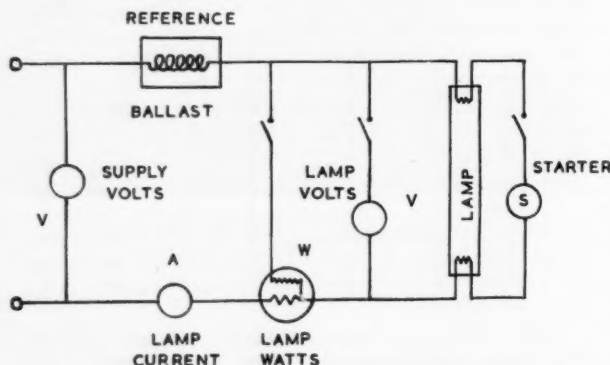 REFERENCE
BALLAST
SUPPLY
VOLTS
V
LAMP
VOLTS
V
LAMP
STARTER
S
A
W
LAMP
CURRENT
LAMP
WATTS